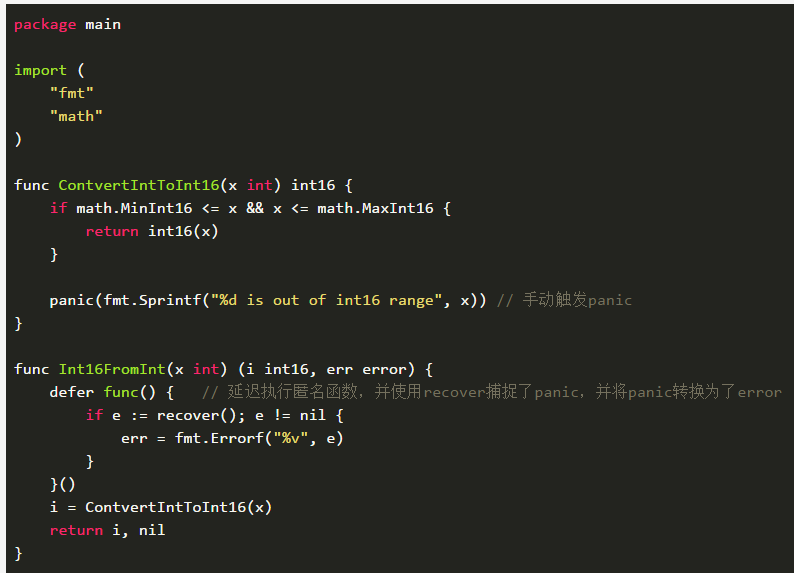 package main
import (
"fmt"
"math"
)
func ContvertIntToInt16(x int) int16 {
if math.MinInt16 <= x && x <= math.MaxInt16 {
return int16(x)
}
panic(fmt.Sprintf("%d is out of int16 range", x)) // 手动触发panic
}
func Int16FromInt(x int) (i int16, err error) {
defer func() { // 延迟执行匿名函数，并使用recover捕捉了panic，并将panic转换为了error
if e := recover(); e != nil {
err = fmt.Errorf("%v", e)
}
}()
i = ContvertIntToInt16(x)
return i, nil
}